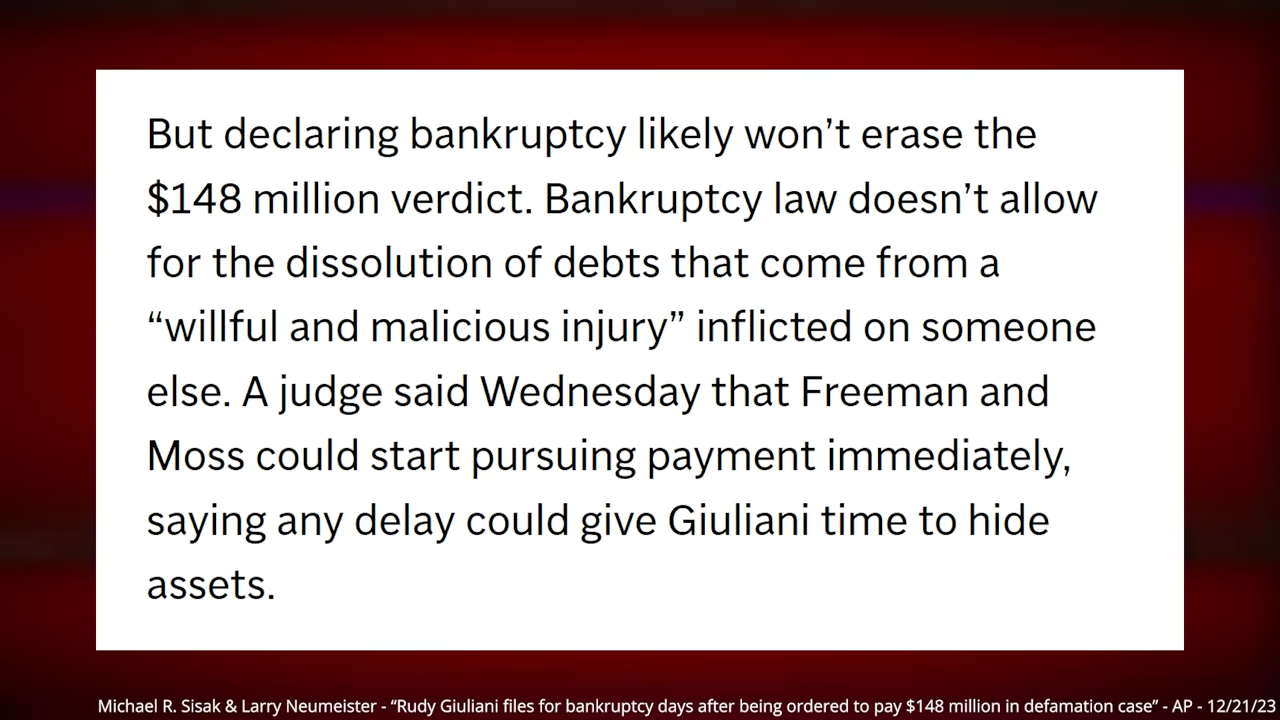 But declaring bankruptcy likely won’t erase the
$148 million verdict. Bankruptcy law doesn’t allow
for the dissolution of debts that come from a
“willful and malicious injury” inflicted on someone
else. A judge said Wednesday that Freeman and
Moss could start pursuing payment immediately,
saying any delay could give Giuliani time to hide
assets.
Michael R. Sisak & Larry Neumeister - “Rudy Giuliani files for bankruptcy days after being ordered to pay $148 million in defamation case” - AP - 12/21/23